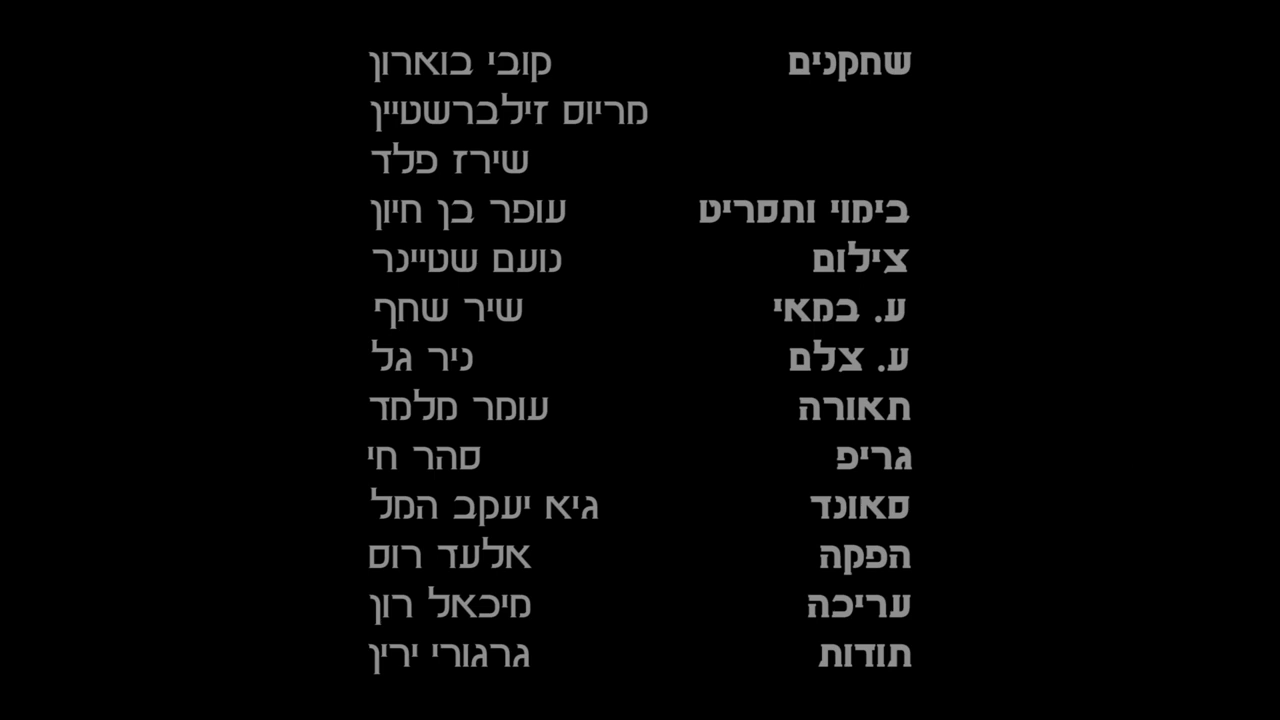 שחקנים קובי בוארון
מריוס זילברשטיין
שירז פלד
בימוי ותסריט עופר בן חיון
צילום נועם שטיינר
ע. במאי שיר שחף
ע. צלם ניר גל
תאורה עומר מלמד
גריפ סהר חי
סאונד גיא יעקב המל
הפקה אלעד רוס
עריכה מיכאל רון
תודות גרגורי ירין